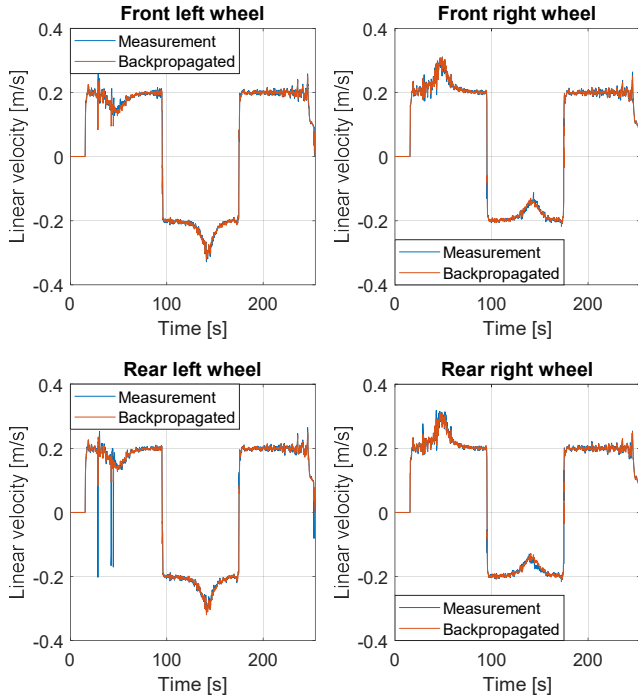 Front left wheel
Front right wheel
0.4
0.2
0
-0.2
-0.4
Linear velocity [m/s]
Measurement
Backpropagated
0
100
200
Time [s]
0.4
0.2
0
-0.2
-0.4
Linear velocity [m/s]
Measurement
Backpropagated
0
100
200
Time [s]
Rear left wheel
Rear right wheel
0.4
0.2
0
-0.2
-0.4
Linear velocity [m/s]
Measurement
Backpropagated
0
100
200
Time [s]
0.4
0.2
0
-0.2
-0.4
Linear velocity [m/s]
Measurement
Backpropagated
0
100
200
Time [s]